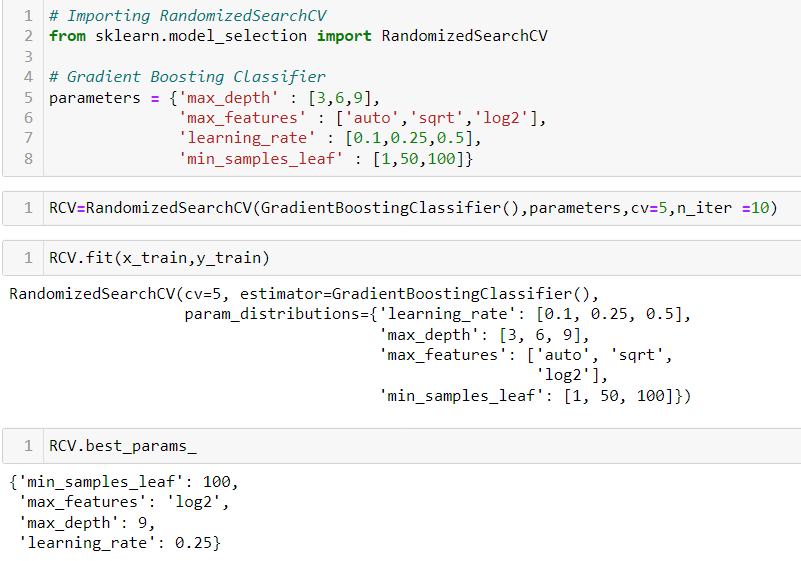 1 # Importing RandomizedSearchCV
2 from sklearn.model_selection import RandomizedSearchCV
3
4 # Gradient Boosting Classifier
5 parameters = {'max_depth' : [3,6,9],
6 'max_features' : ['auto','sqrt','log2'],
7 'learning_rate' : [0.1,0.25,0.5],
8 'min_samples_leaf' : [1,50,100]}
1 RCV=RandomizedSearchCV(GradientBoostingClassifier(),parameters,cv=5,n_iter =10)
1 RCV.fit(x_train,y_train)
RandomizedSearchCV(cv=5, estimator=GradientBoostingClassifier(),
param_distributions={'learning_rate': [0.1, 0.25, 0.5],
'max_depth': [3, 6, 9],
'max_features': ['auto', 'sqrt',
'log2'],
'min_samples_leaf': [1, 50, 100]})
1 RCV.best_params_
{'min_samples_leaf': 100,
'max_features': 'log2',
'max_depth': 9,
'learning_rate': 0.25}